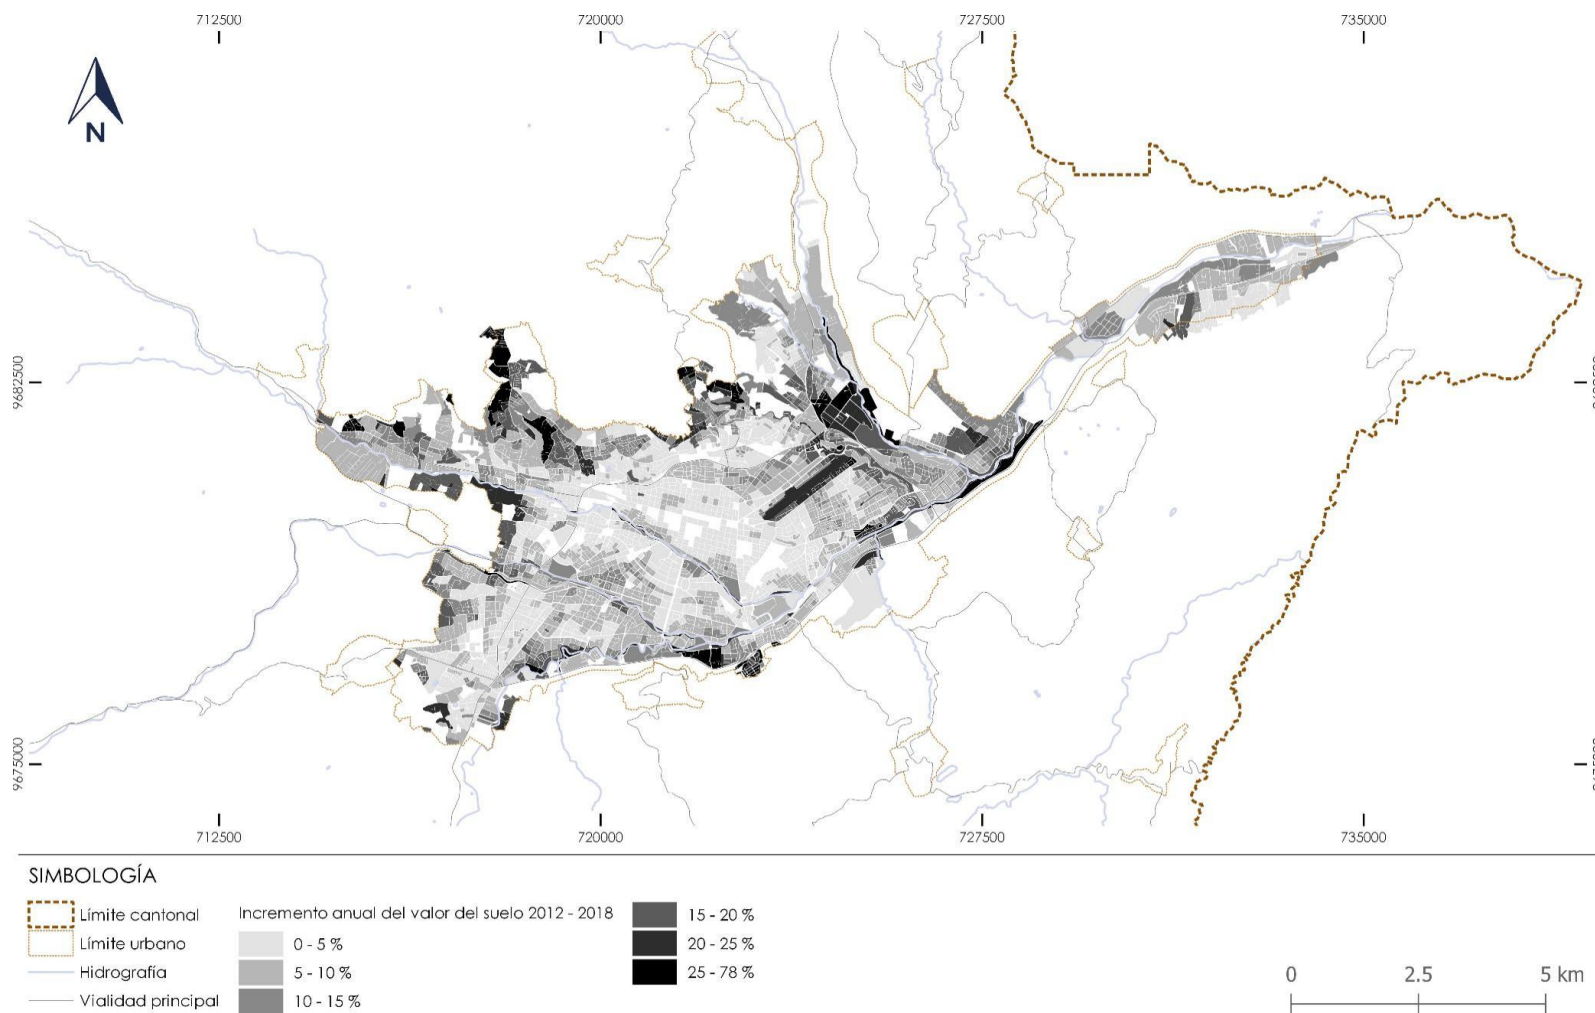 712500 720000 727500 735000
N
9682500
9675000
712500 720000 727500 735000
SIMBOLOGÍA
Límite cantonal
Límite urbano
Hidrografía
Vialidad principal
Incremento anual del valor del suelo 2012 - 2018
0 - 5 %
5 - 10 %
10 - 15 %
15 - 20 %
20 - 25 %
25 - 78 %
0 2.5 5 km